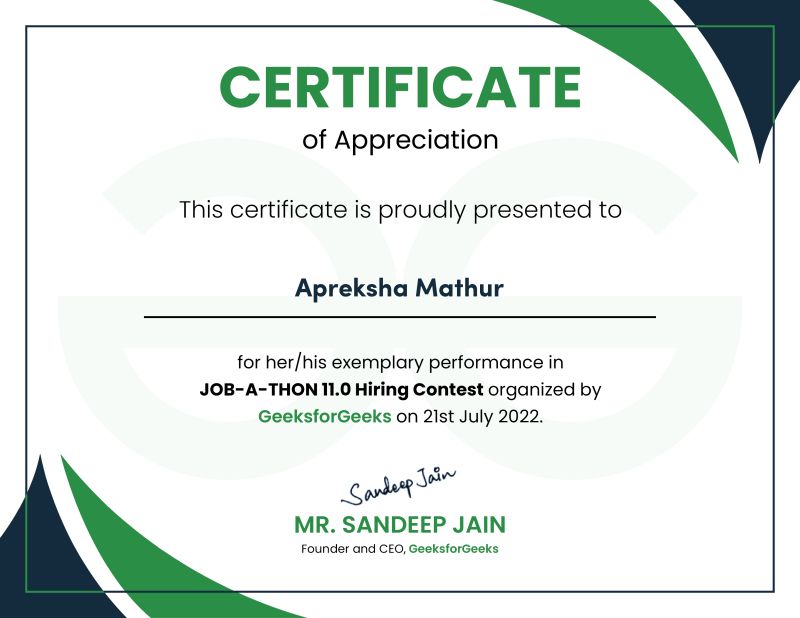 CERTIFICATE
of Appreciation
This certificate is proudly presented to
Apreksha Mathur
for her/his exemplary performance in
JOB-A-THON 11.0 Hiring Contest organized by
GeeksforGeeks on 21st July 2022.
Sandeep Jain
MR. SANDEEP JAIN
Founder and CEO, GeeksforGeeks